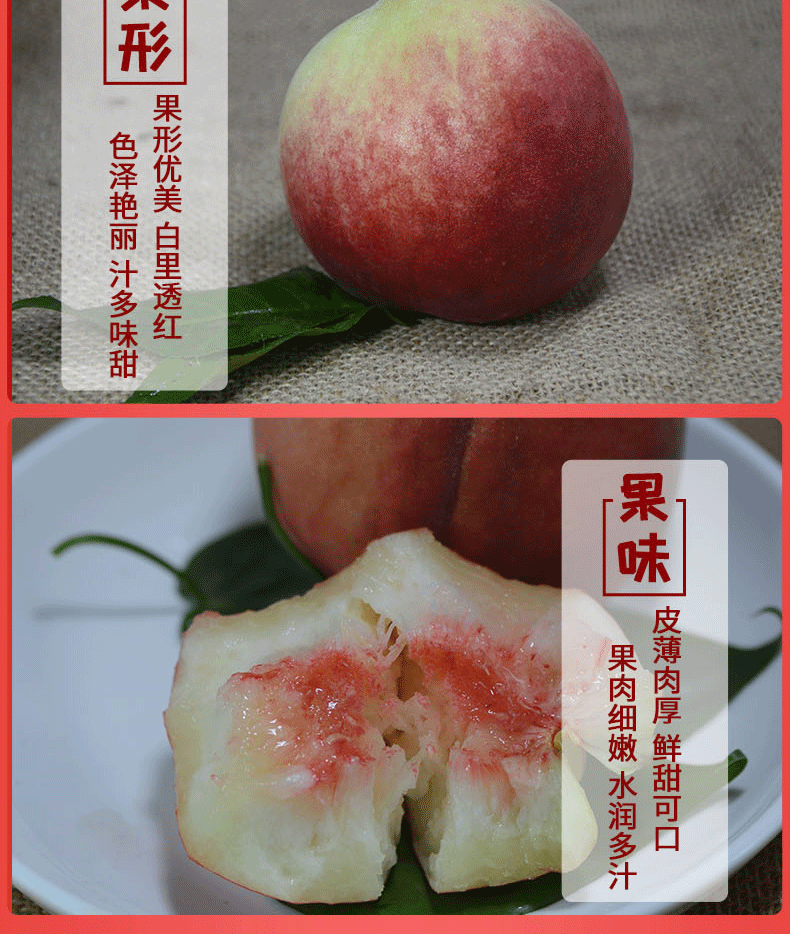 果形
果形优美 白里透红
色泽艳丽 汁多味甜
果味
皮薄肉厚 鲜甜可口
果肉细嫩 水润多汁